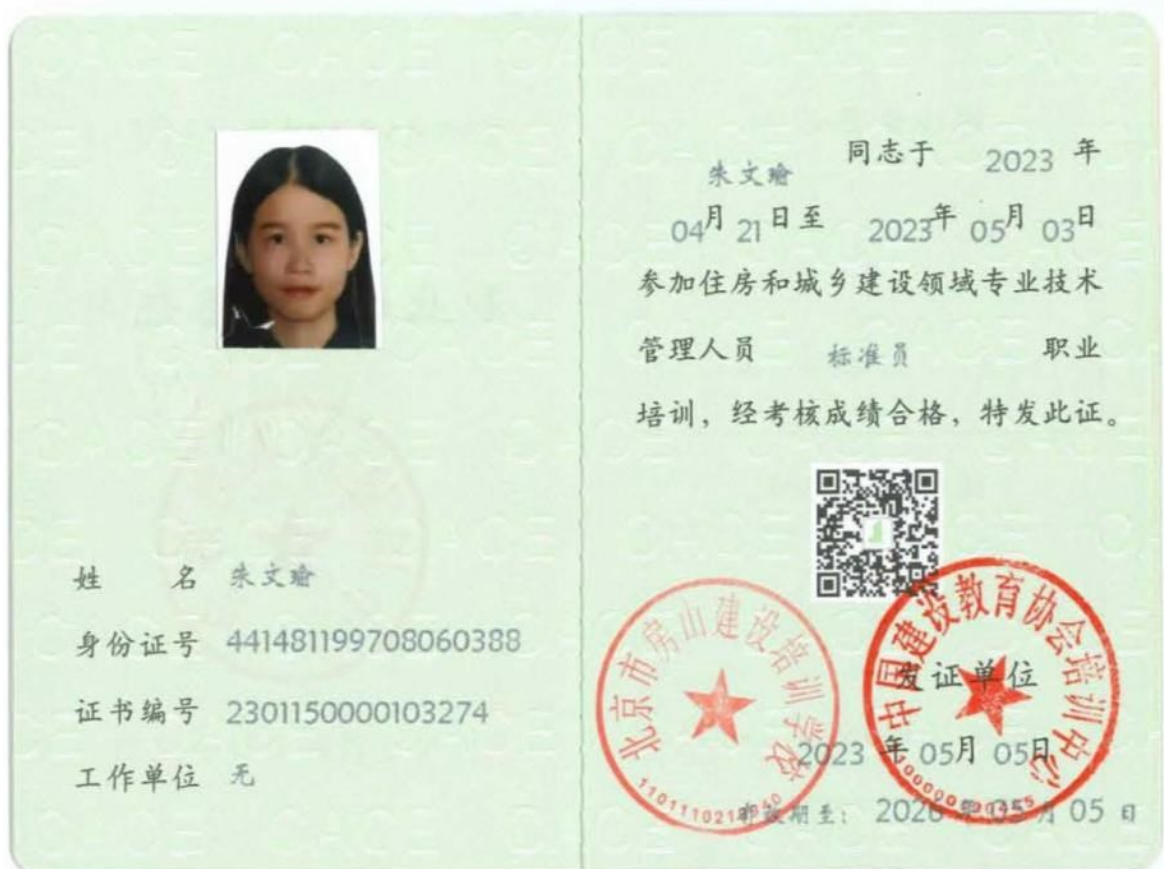 姓 名 朱文瑜
身份证号 441481199708060388
证书编号 2301150000103274
工作单位 无
朱文瑜 同志于 2023 年
04月 21日至 2023年 05月 03日
参加住房和城乡建设领域专业技术
管理人员 标准员 职业
培训，经考核成绩合格，特发此证。
北京市房山建设培训学校
中国建设教育协会培训中心
发证单位
2023 年 05月 05日
有效期至： 2026 年 05 月 05 日